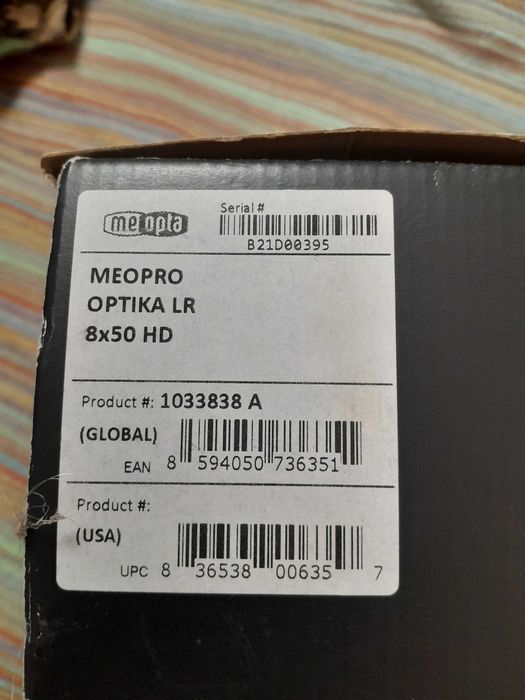 meopta
Serial #
B21D00395
MEOPRO
OPTIKA LR
8x50 HD
Product #: 1033838 A
(GLOBAL)
EAN 8 594050 736351
Product #:
(USA)
UPC 8 36538 00635 7